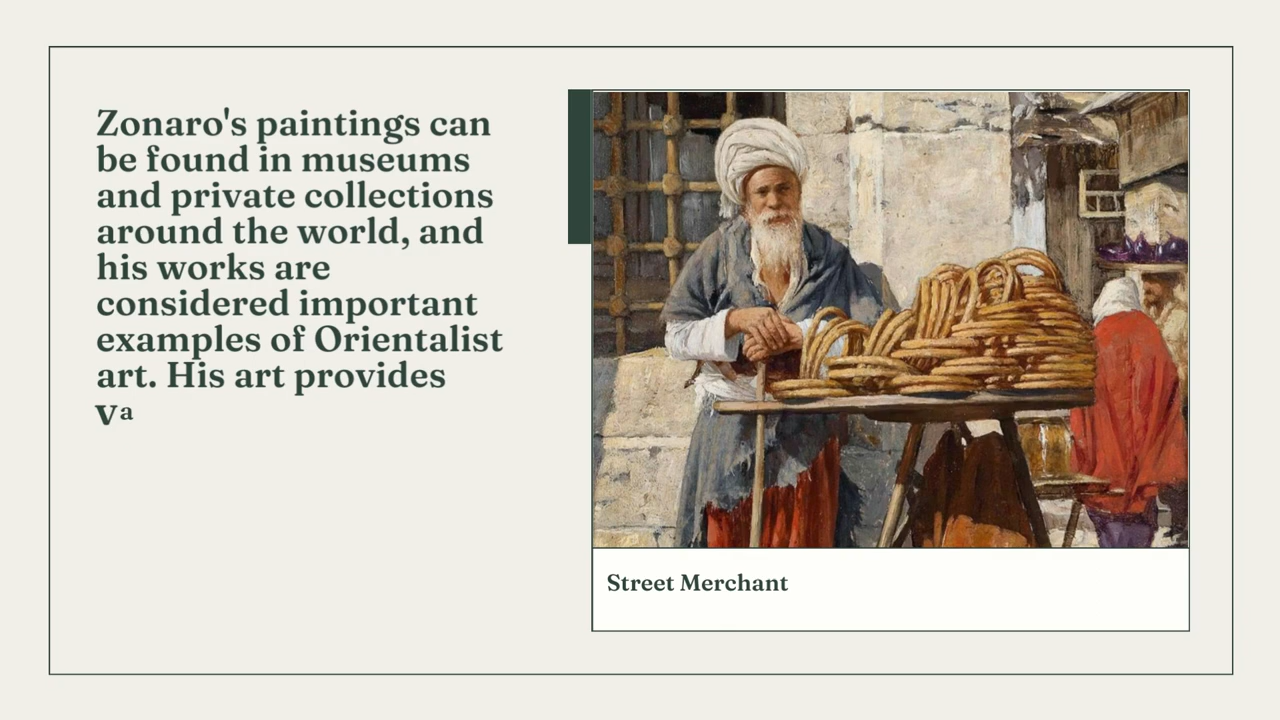 Zonaro's paintings can
be found in museums
and private collections
around the world, and
his works are
considered important
examples of Orientalist
art. His art provides
va
Street Merchant